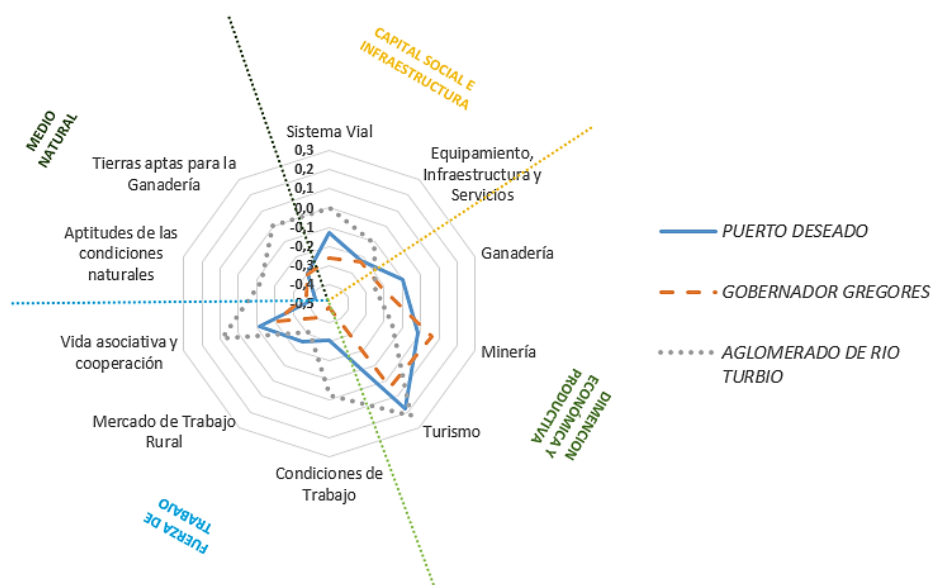 CAPITAL SOCIAL E
INFRAESTRUCTURA
MEDIO
NATURAL
Sistema Vial
Equipamiento,
Infraestructura y
Servicios
Tierras aptas para la
Ganadería
Aptitudes de las
condiciones
naturales
Ganadería
Vida asociativa y
cooperación
Minería
Mercado de Trabajo
Rural
Turismo
Condiciones de
Trabajo
0,3
0,2
0,1
0,0
-0,1
-0,2
-0,3
-0,4
-0,5
DIMENCION
ECONÓMICA Y
PRODUCTIVA
FUERZA DE
TRABAJO
PUERTO DESEADO
GOBERNADOR GREGORES
AGLOMERADO DE RIO
TURBIO